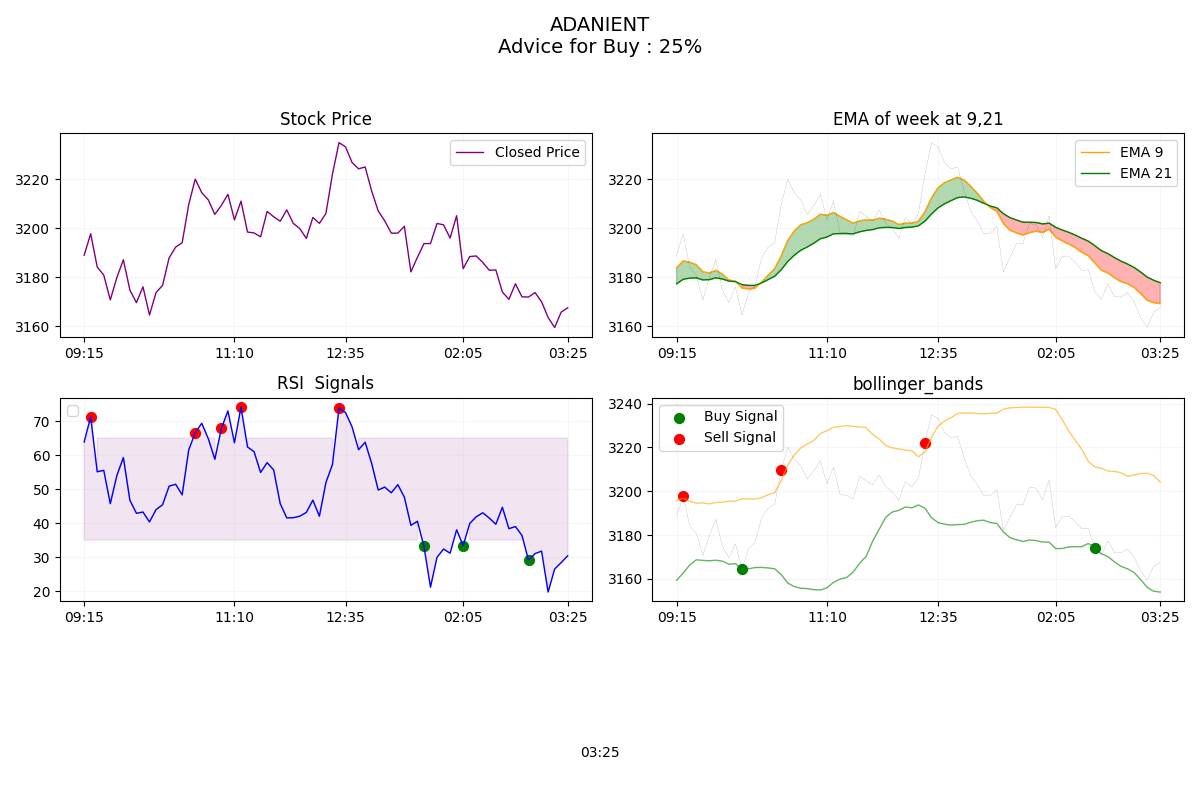 ADANIENT
Advice for Buy : 25%
Stock Price
Closed Price
3220
3200
3180
3160
09:15 11:10 12:35 02:05 03:25
EMA of week at 9,21
EMA 9
EMA 21
3220
3200
3180
3160
09:15 11:10 12:35 02:05 03:25
RSI  Signals
70
60
50
40
30
20
09:15 11:10 12:35 02:05 03:25
bollinger_bands
Buy Signal
Sell Signal
3240
3220
3200
3180
3160
09:15 11:10 12:35 02:05 03:25
03:25